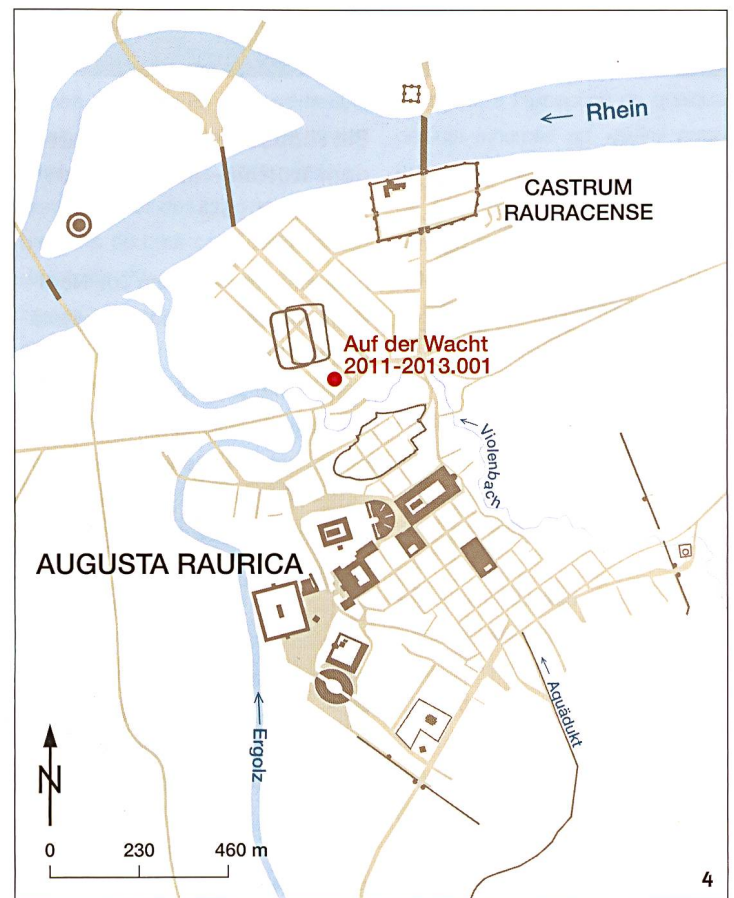 ← Rhein
CASTRUM
RAURACENSE
Auf der Wacht
2011-2013.001
← Violenbach
AUGUSTA RAURICA
← Aquädukt
← Ergolz
N
0 230 460 m
4